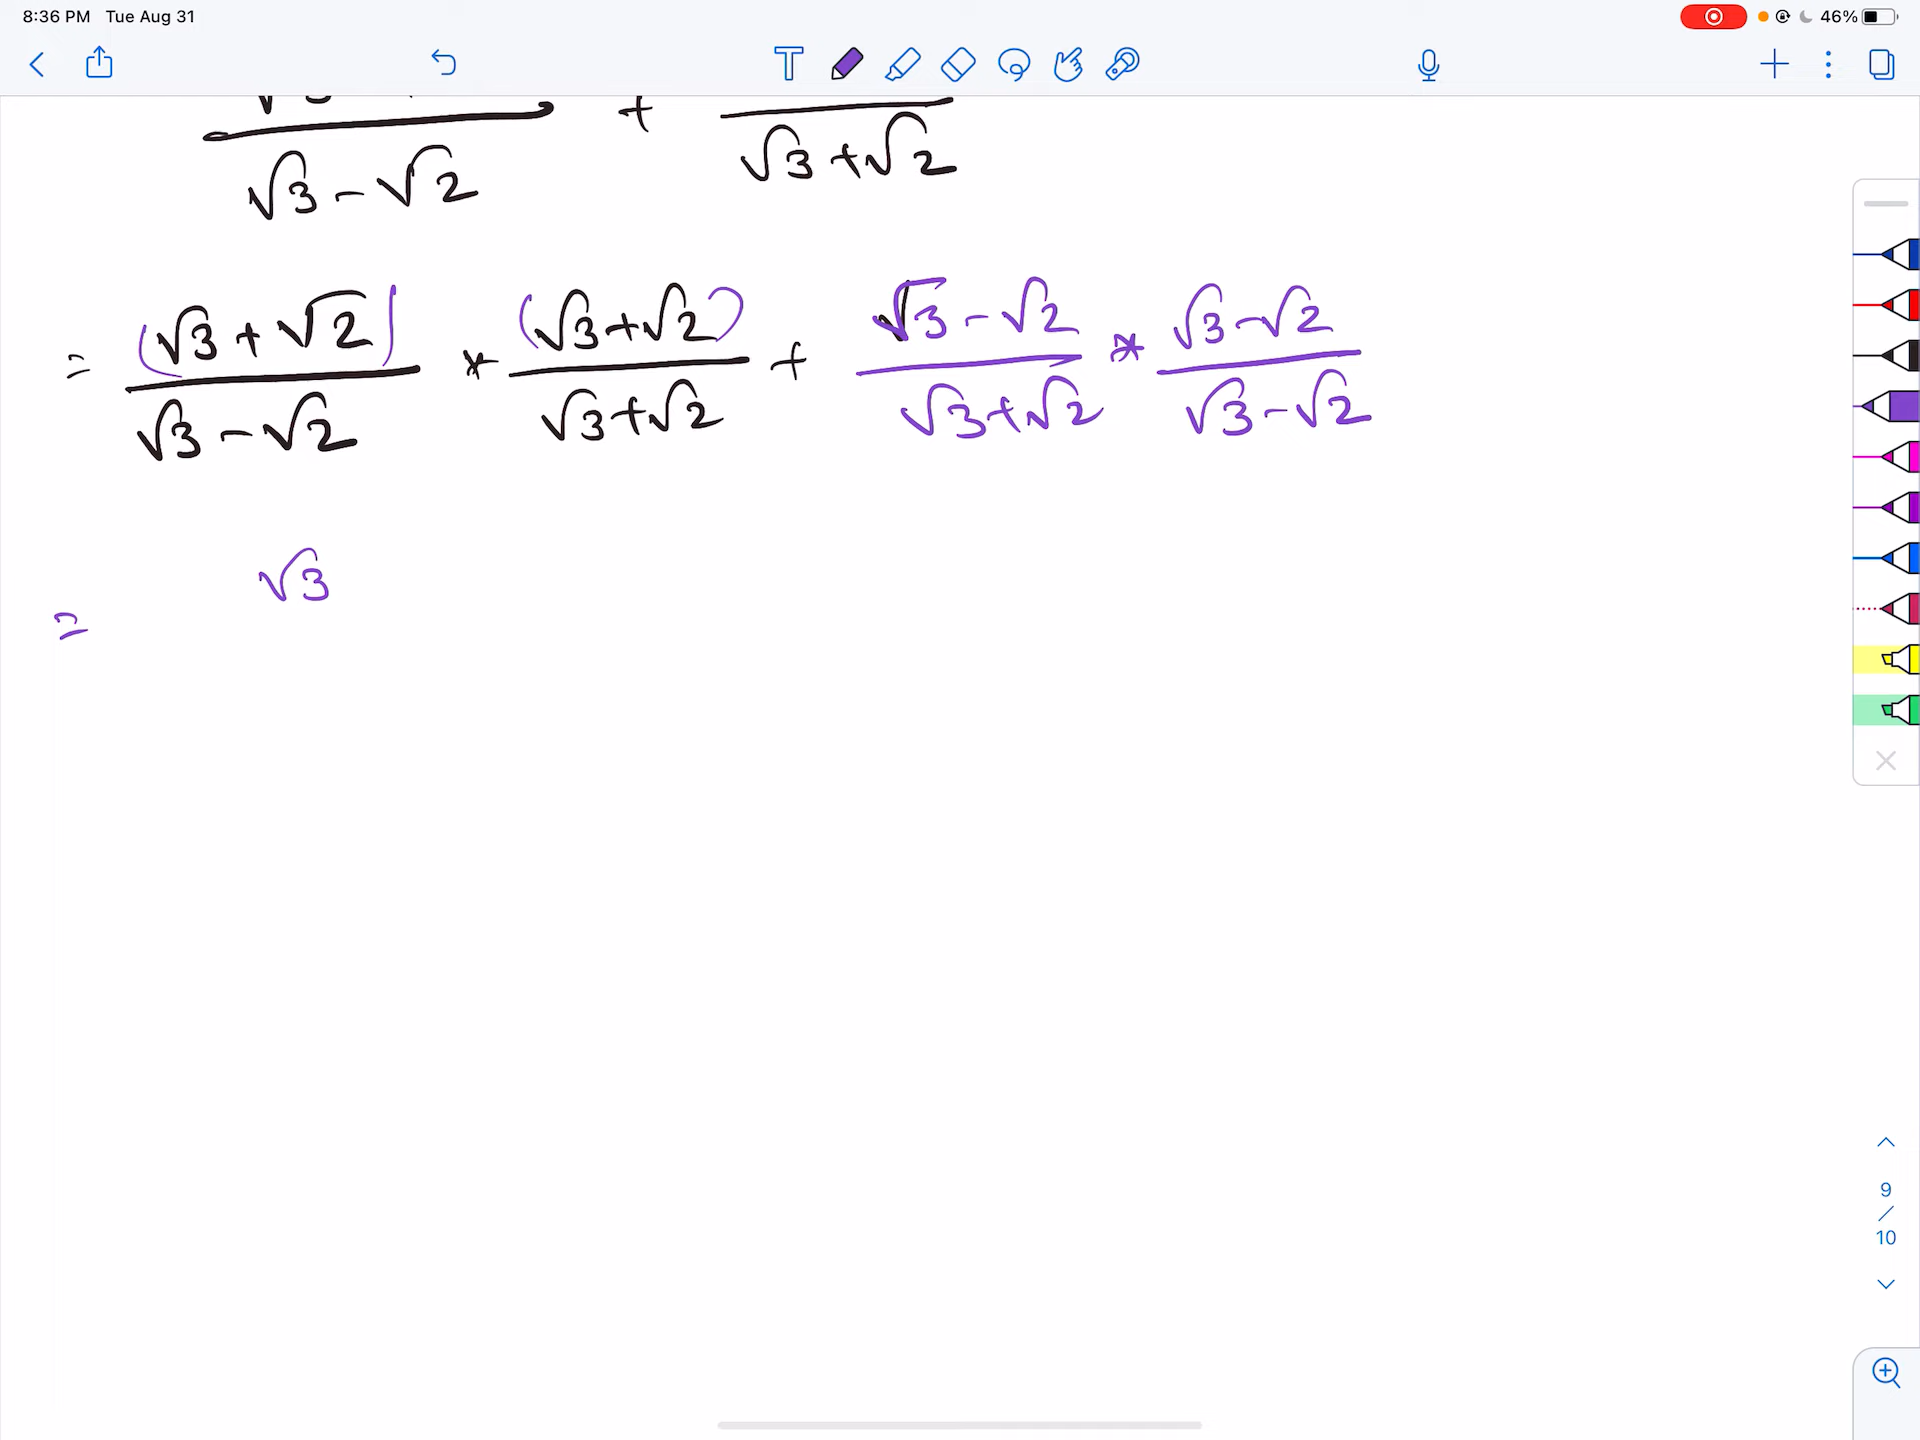 8:36 PM Tue Aug 31
46%
+
√3 - √2 √3 + √2
= (√3 + √2) * (√3 + √2) + √3 - √2 * √3 - √2
√3 - √2 √3 + √2 √3 + √2 √3 - √2
√3
=
9
/
10